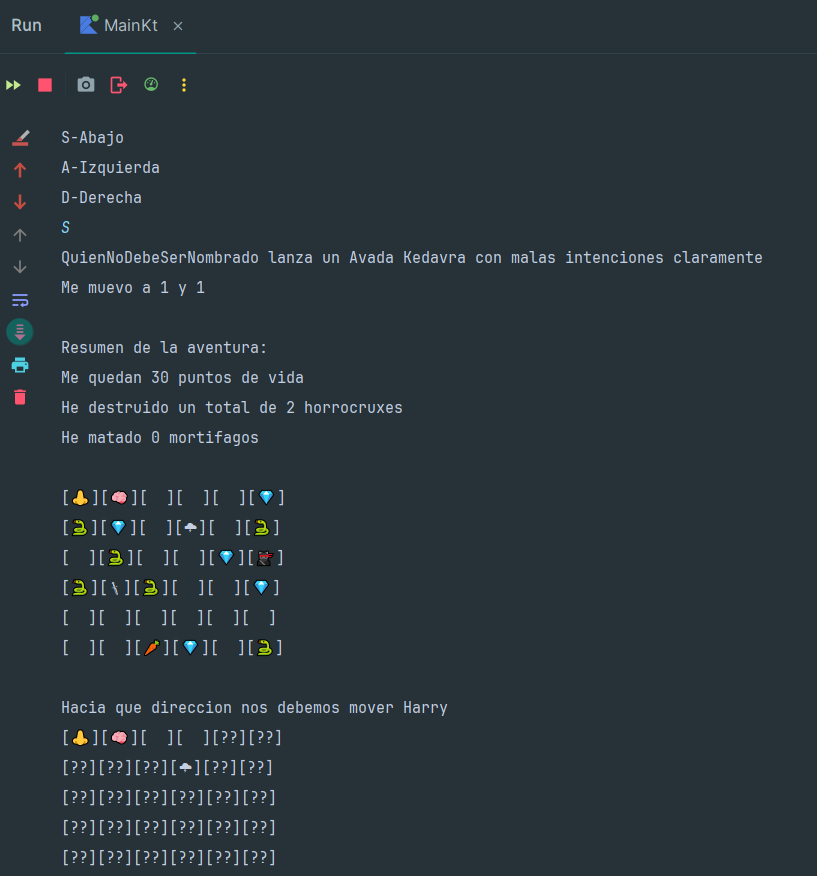 Run MainKt ×
S-Abajo
A-Izquierda
D-Derecha
S
QuienNoDebeSerNombrado lanza un Avada Kedavra con malas intenciones claramente
Me muevo a 1 y 1
Resumen de la aventura:
Me quedan 30 puntos de vida
He destruido un total de 2 horrocruxes
He matado 0 mortifagos
[👃][🧠][  ][  ][  ][💎]
[🐍][💎][  ][🌩][  ][🐍]
[  ][🐍][  ][  ][💎][]
[🐍][\][🐍][  ][  ][💎]
[  ][  ][  ][  ][  ][  ]
[  ][  ][🥕][💎][  ][🐍]
Hacia que direccion nos debemos mover Harry
[👃][🧠][  ][  ][??][??]
[??][??][??][🌩][??][??]
[??][??][??][??][??][??]
[??][??][??][??][??][??]
[??][??][??][??][??][??]